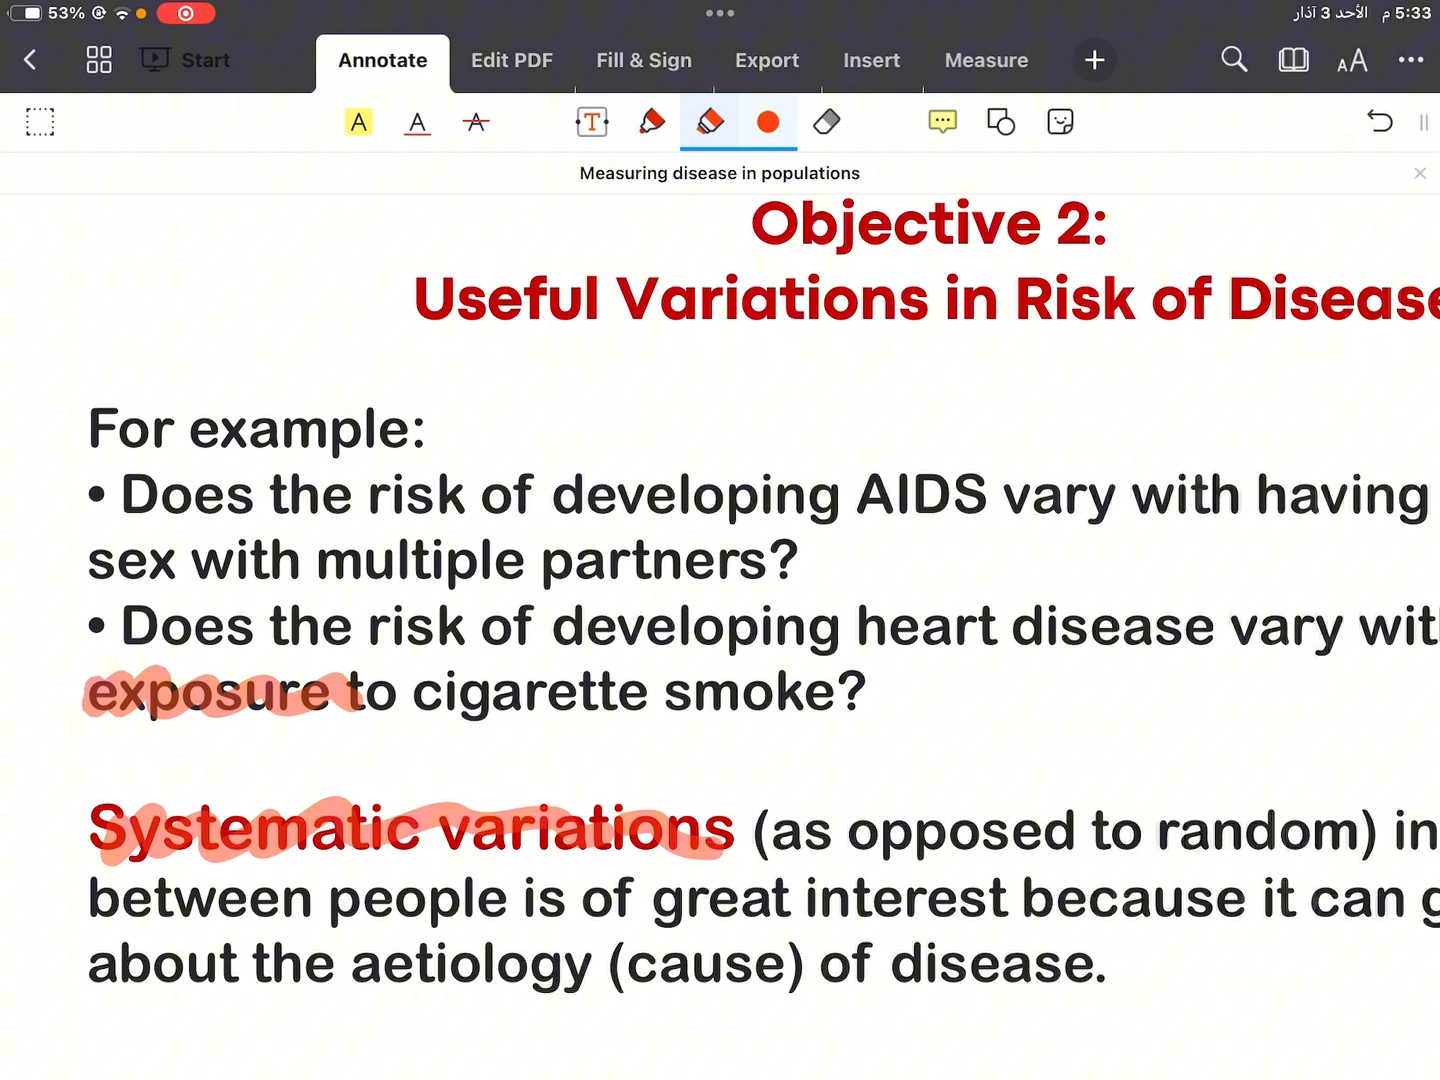 53% 5:33 م الأحد 3 آذار
Start Annotate Edit PDF Fill & Sign Export Insert Measure
Measuring disease in populations
Objective 2:
Useful Variations in Risk of Disease
For example:
• Does the risk of developing AIDS vary with having
sex with multiple partners?
• Does the risk of developing heart disease vary wit
exposure to cigarette smoke?
Systematic variations (as opposed to random) in
between people is of great interest because it can g
about the aetiology (cause) of disease.